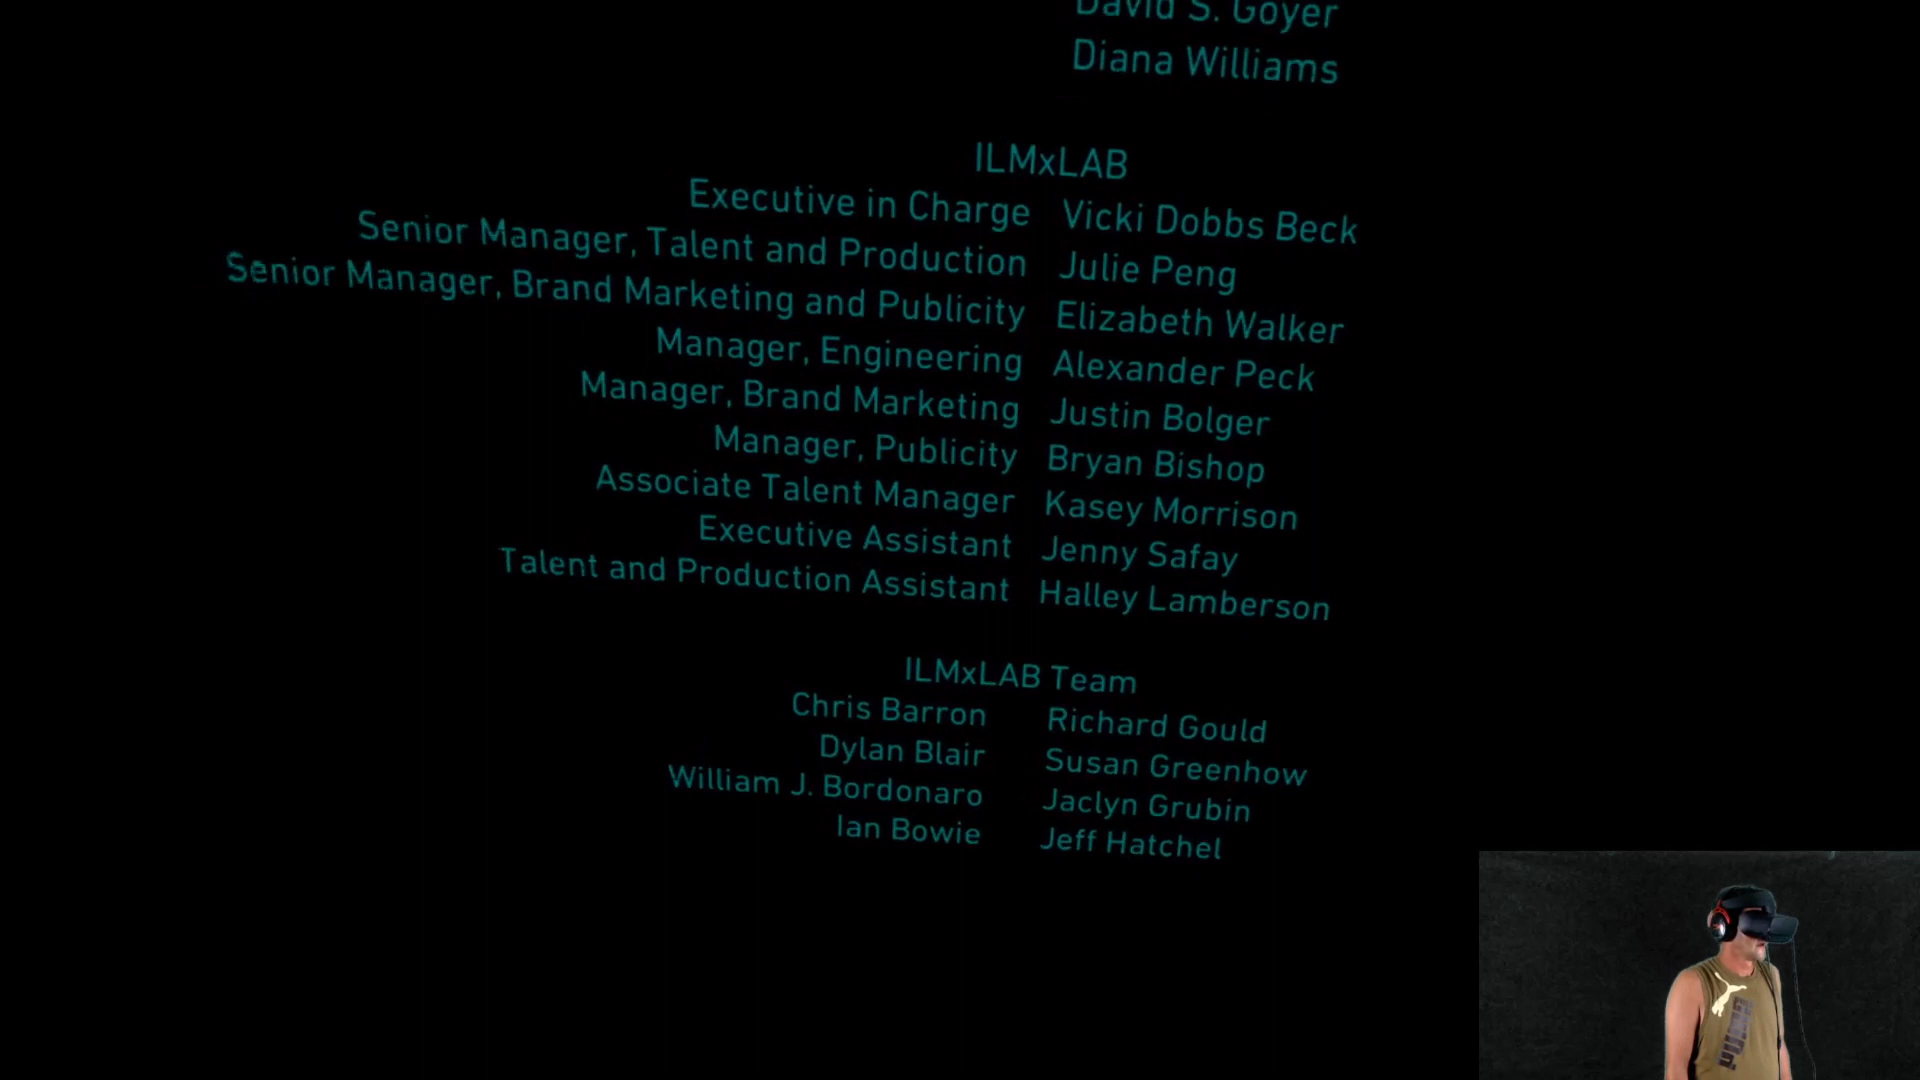 David S. Goyer
Diana Williams
ILMxLAB
Executive in Charge Vicki Dobbs Beck
Senior Manager, Talent and Production Julie Peng
Senior Manager, Brand Marketing and Publicity Elizabeth Walker
Manager, Engineering Alexander Peck
Manager, Brand Marketing Justin Bolger
Manager, Publicity Bryan Bishop
Associate Talent Manager Kasey Morrison
Executive Assistant Jenny Safay
Talent and Production Assistant Halley Lamberson
ILMxLAB Team
Chris Barron Richard Gould
Dylan Blair Susan Greenhow
William J. Bordonaro Jaclyn Grubin
Ian Bowie Jeff Hatchel